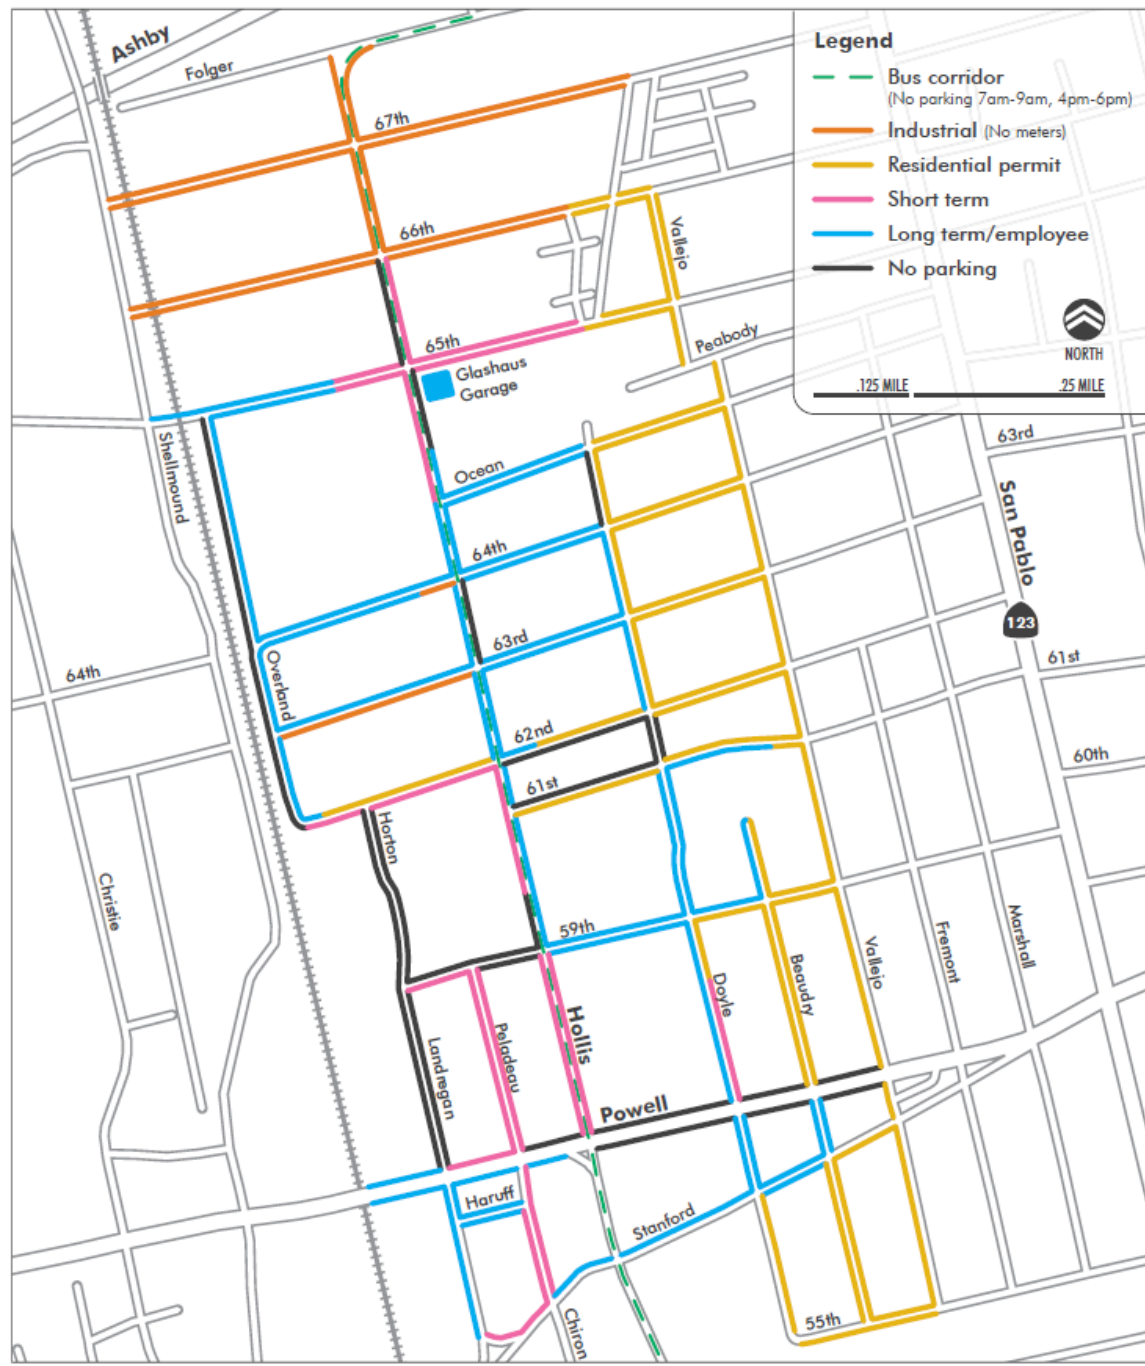 Ashby
Folger
67th
66th
Vallejo
65th
Peabody
Glashaus
Garage
Shellmound
Ocean
64th
63rd
Overland
64th
62nd
61st
Horton
Christie
59th
Doyle
Beaudry
Vallejo
Fremont
Marshall
Hollis
Peladeau
Landregan
Powell
Haruff
Stanford
Chiron
55th
63rd
San Pablo
123
61st
60th
Legend
Bus corridor
(No parking 7am-9am, 4pm-6pm)
Industrial (No meters)
Residential permit
Short term
Long term/employee
No parking
NORTH
.125 MILE .25 MILE